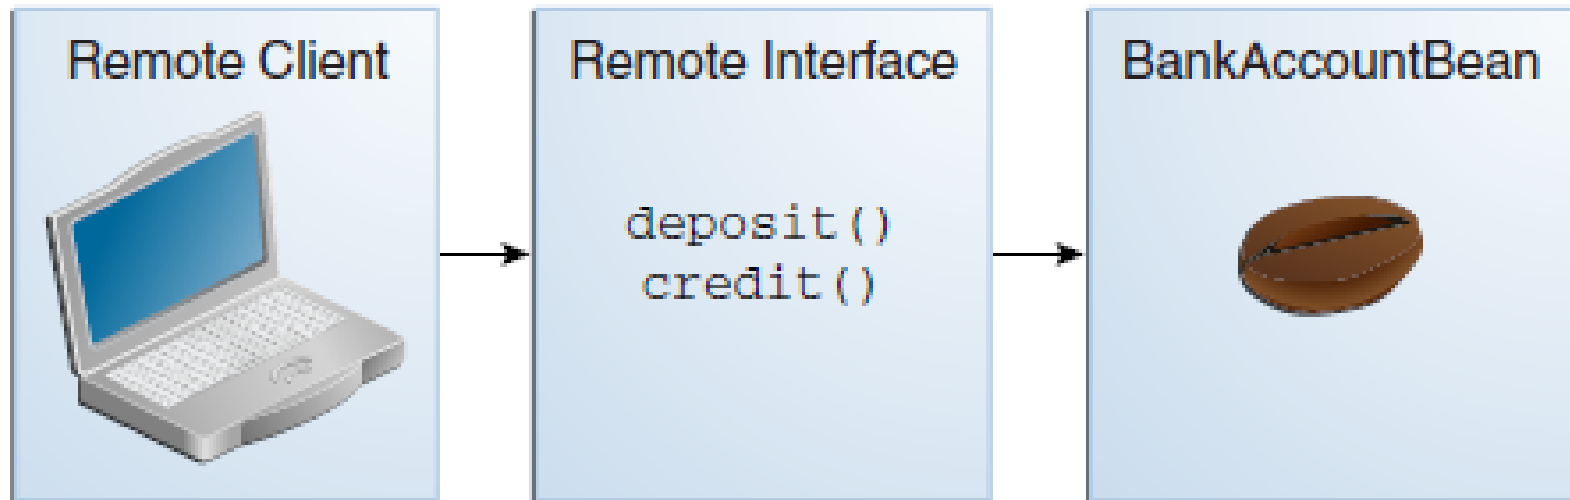 Remote Client
Remote Interface
deposit()
credit()
BankAccountBean